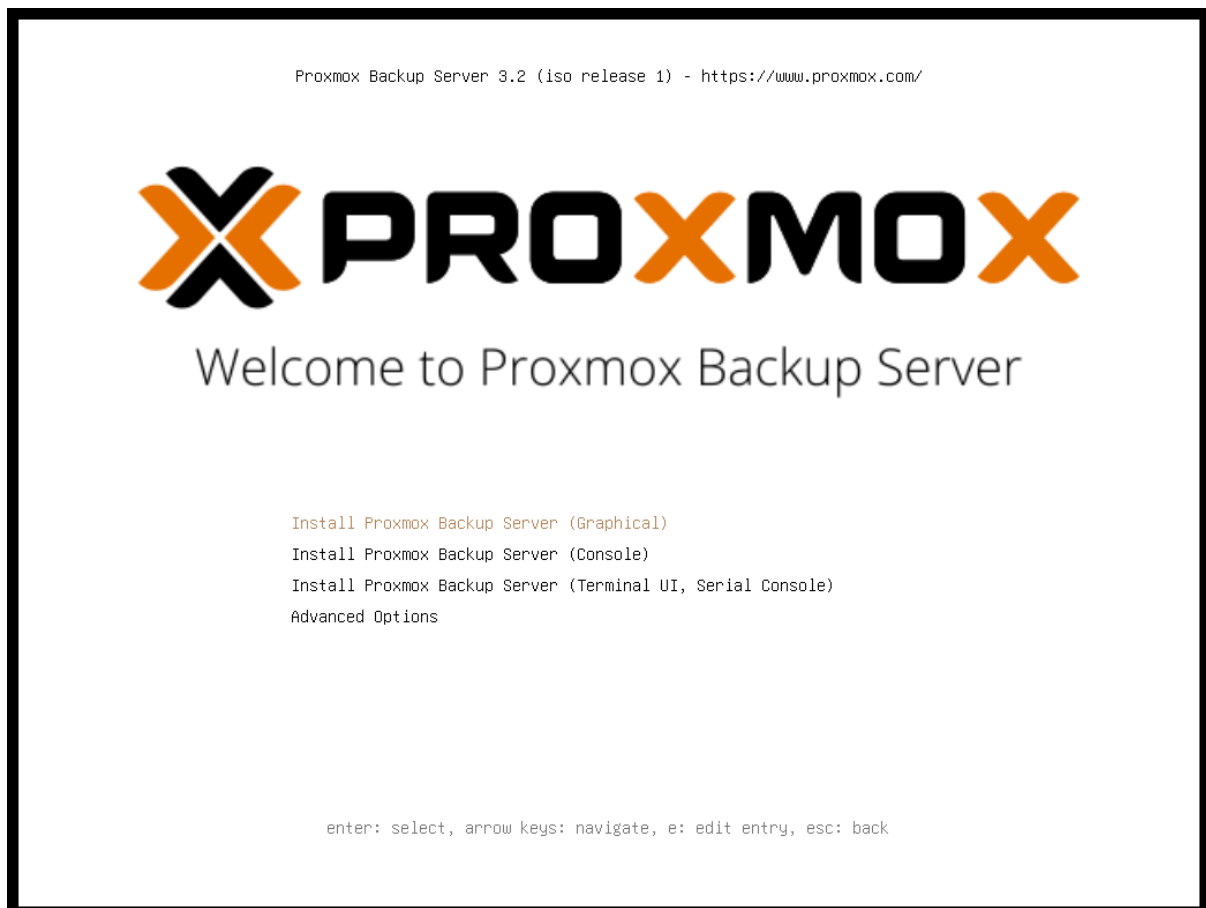 Proxmox Backup Server 3.2 (iso release 1) - https://www.proxmox.com/
PROXMOX
Welcome to Proxmox Backup Server
Install Proxmox Backup Server (Graphical)
Install Proxmox Backup Server (Console)
Install Proxmox Backup Server (Terminal UI, Serial Console)
Advanced Options
enter: select, arrow keys: navigate, e: edit entry, esc: back